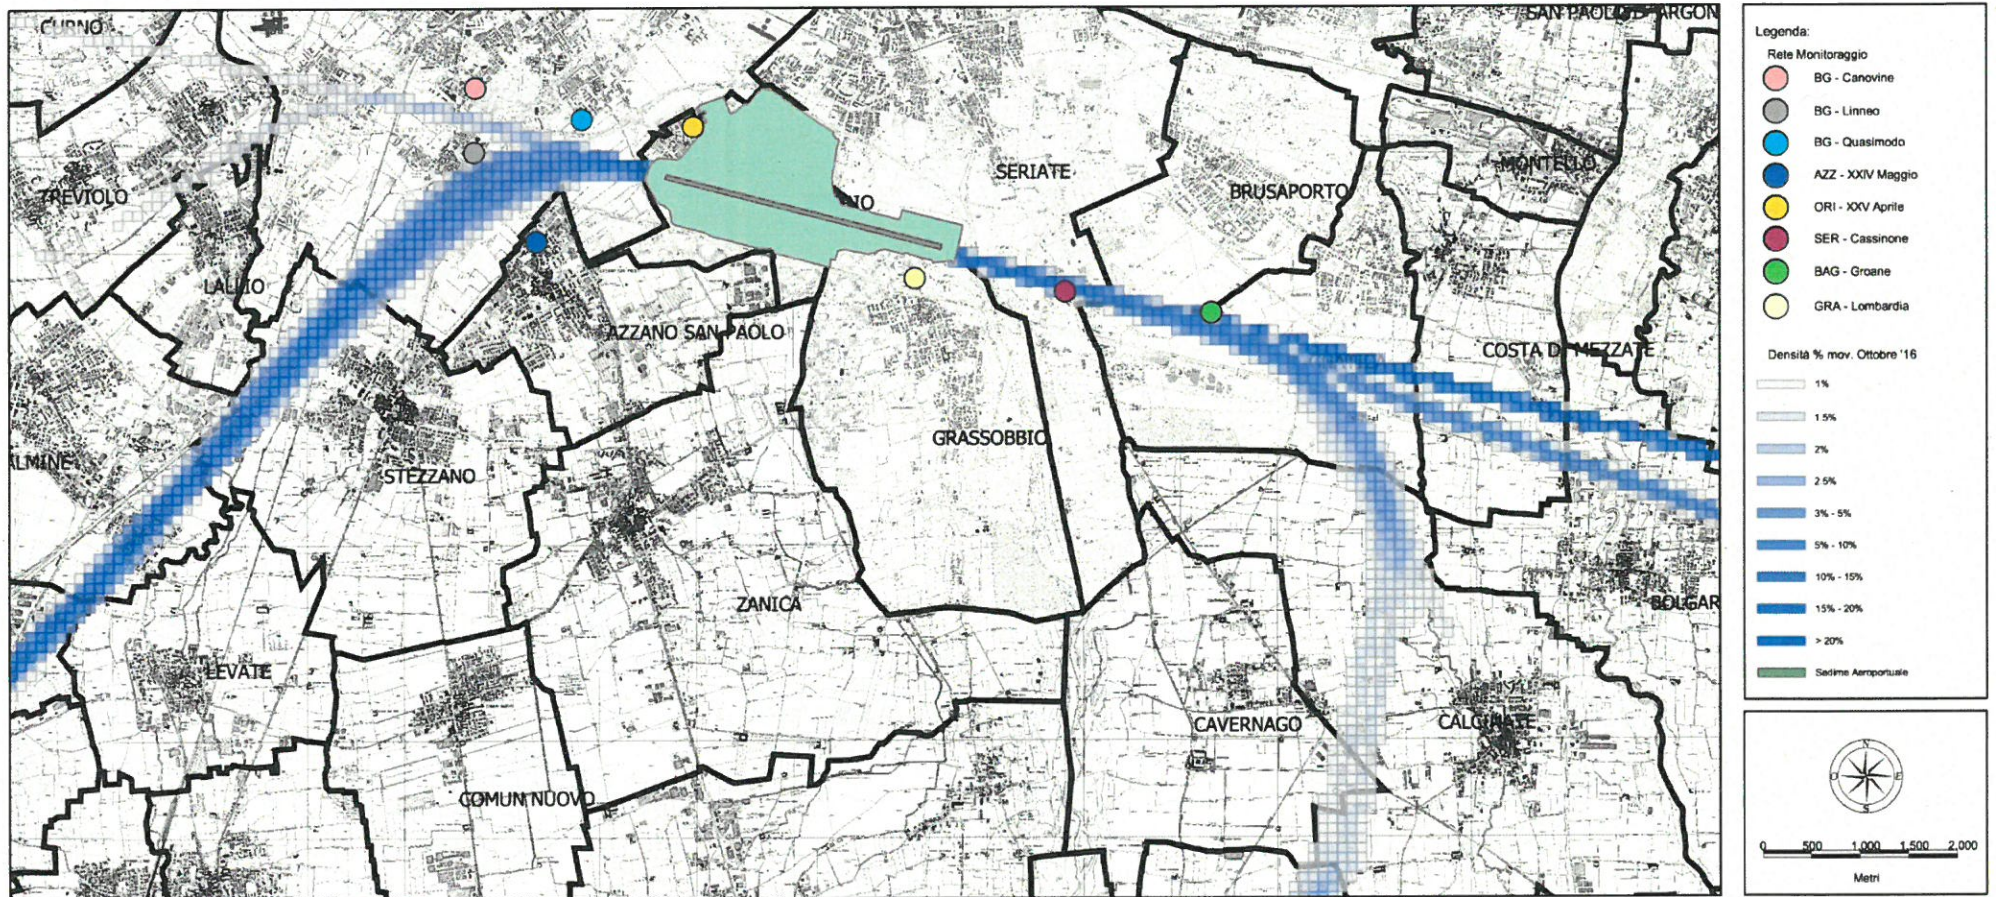 CURNO
SAN PAOLO D'ARGON
TREVIOLO
SERIATE
MONTELLO
BRUSAPORTO
IO
LALLIO
AZZANO SAN PAOLO
COSTA DI MEZZATE
GRASSOBBIO
ALMINE
STEZZANO
ZANICA
BOLGAR
LEVATE
CAVERNAGO
CALCINATE
COMUN NUOVO
Legenda:
Rete Monitoraggio
BG - Canovine
BG - Linneo
BG - Quasimodo
AZZ - XXIV Maggio
ORI - XXV Aprile
SER - Cassinone
BAG - Groane
GRA - Lombardia
Densità % mov. Ottobre '16
1%
1.5%
2%
2.5%
3% - 5%
5% - 10%
10% - 15%
15% - 20%
> 20%
Sedime Aeroportuale
N
O E
S
0 500 1.000 1.500 2.000
Metri